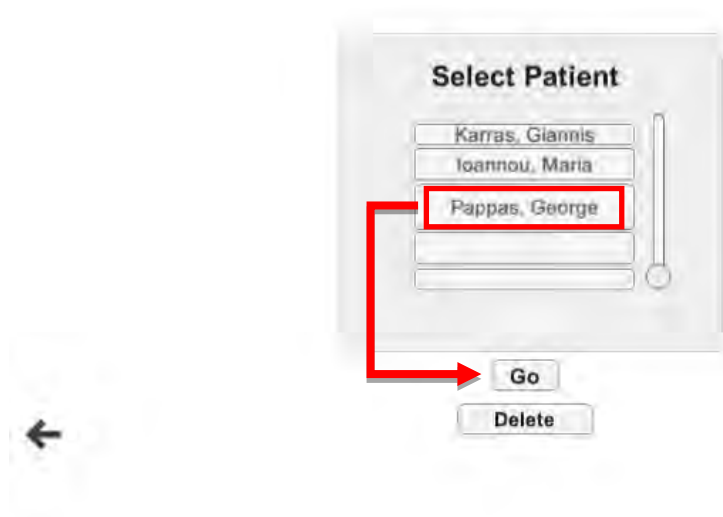 Select Patient
Karras, Giannis
Ioannou, Maria
Pappas, George
Go
Delete